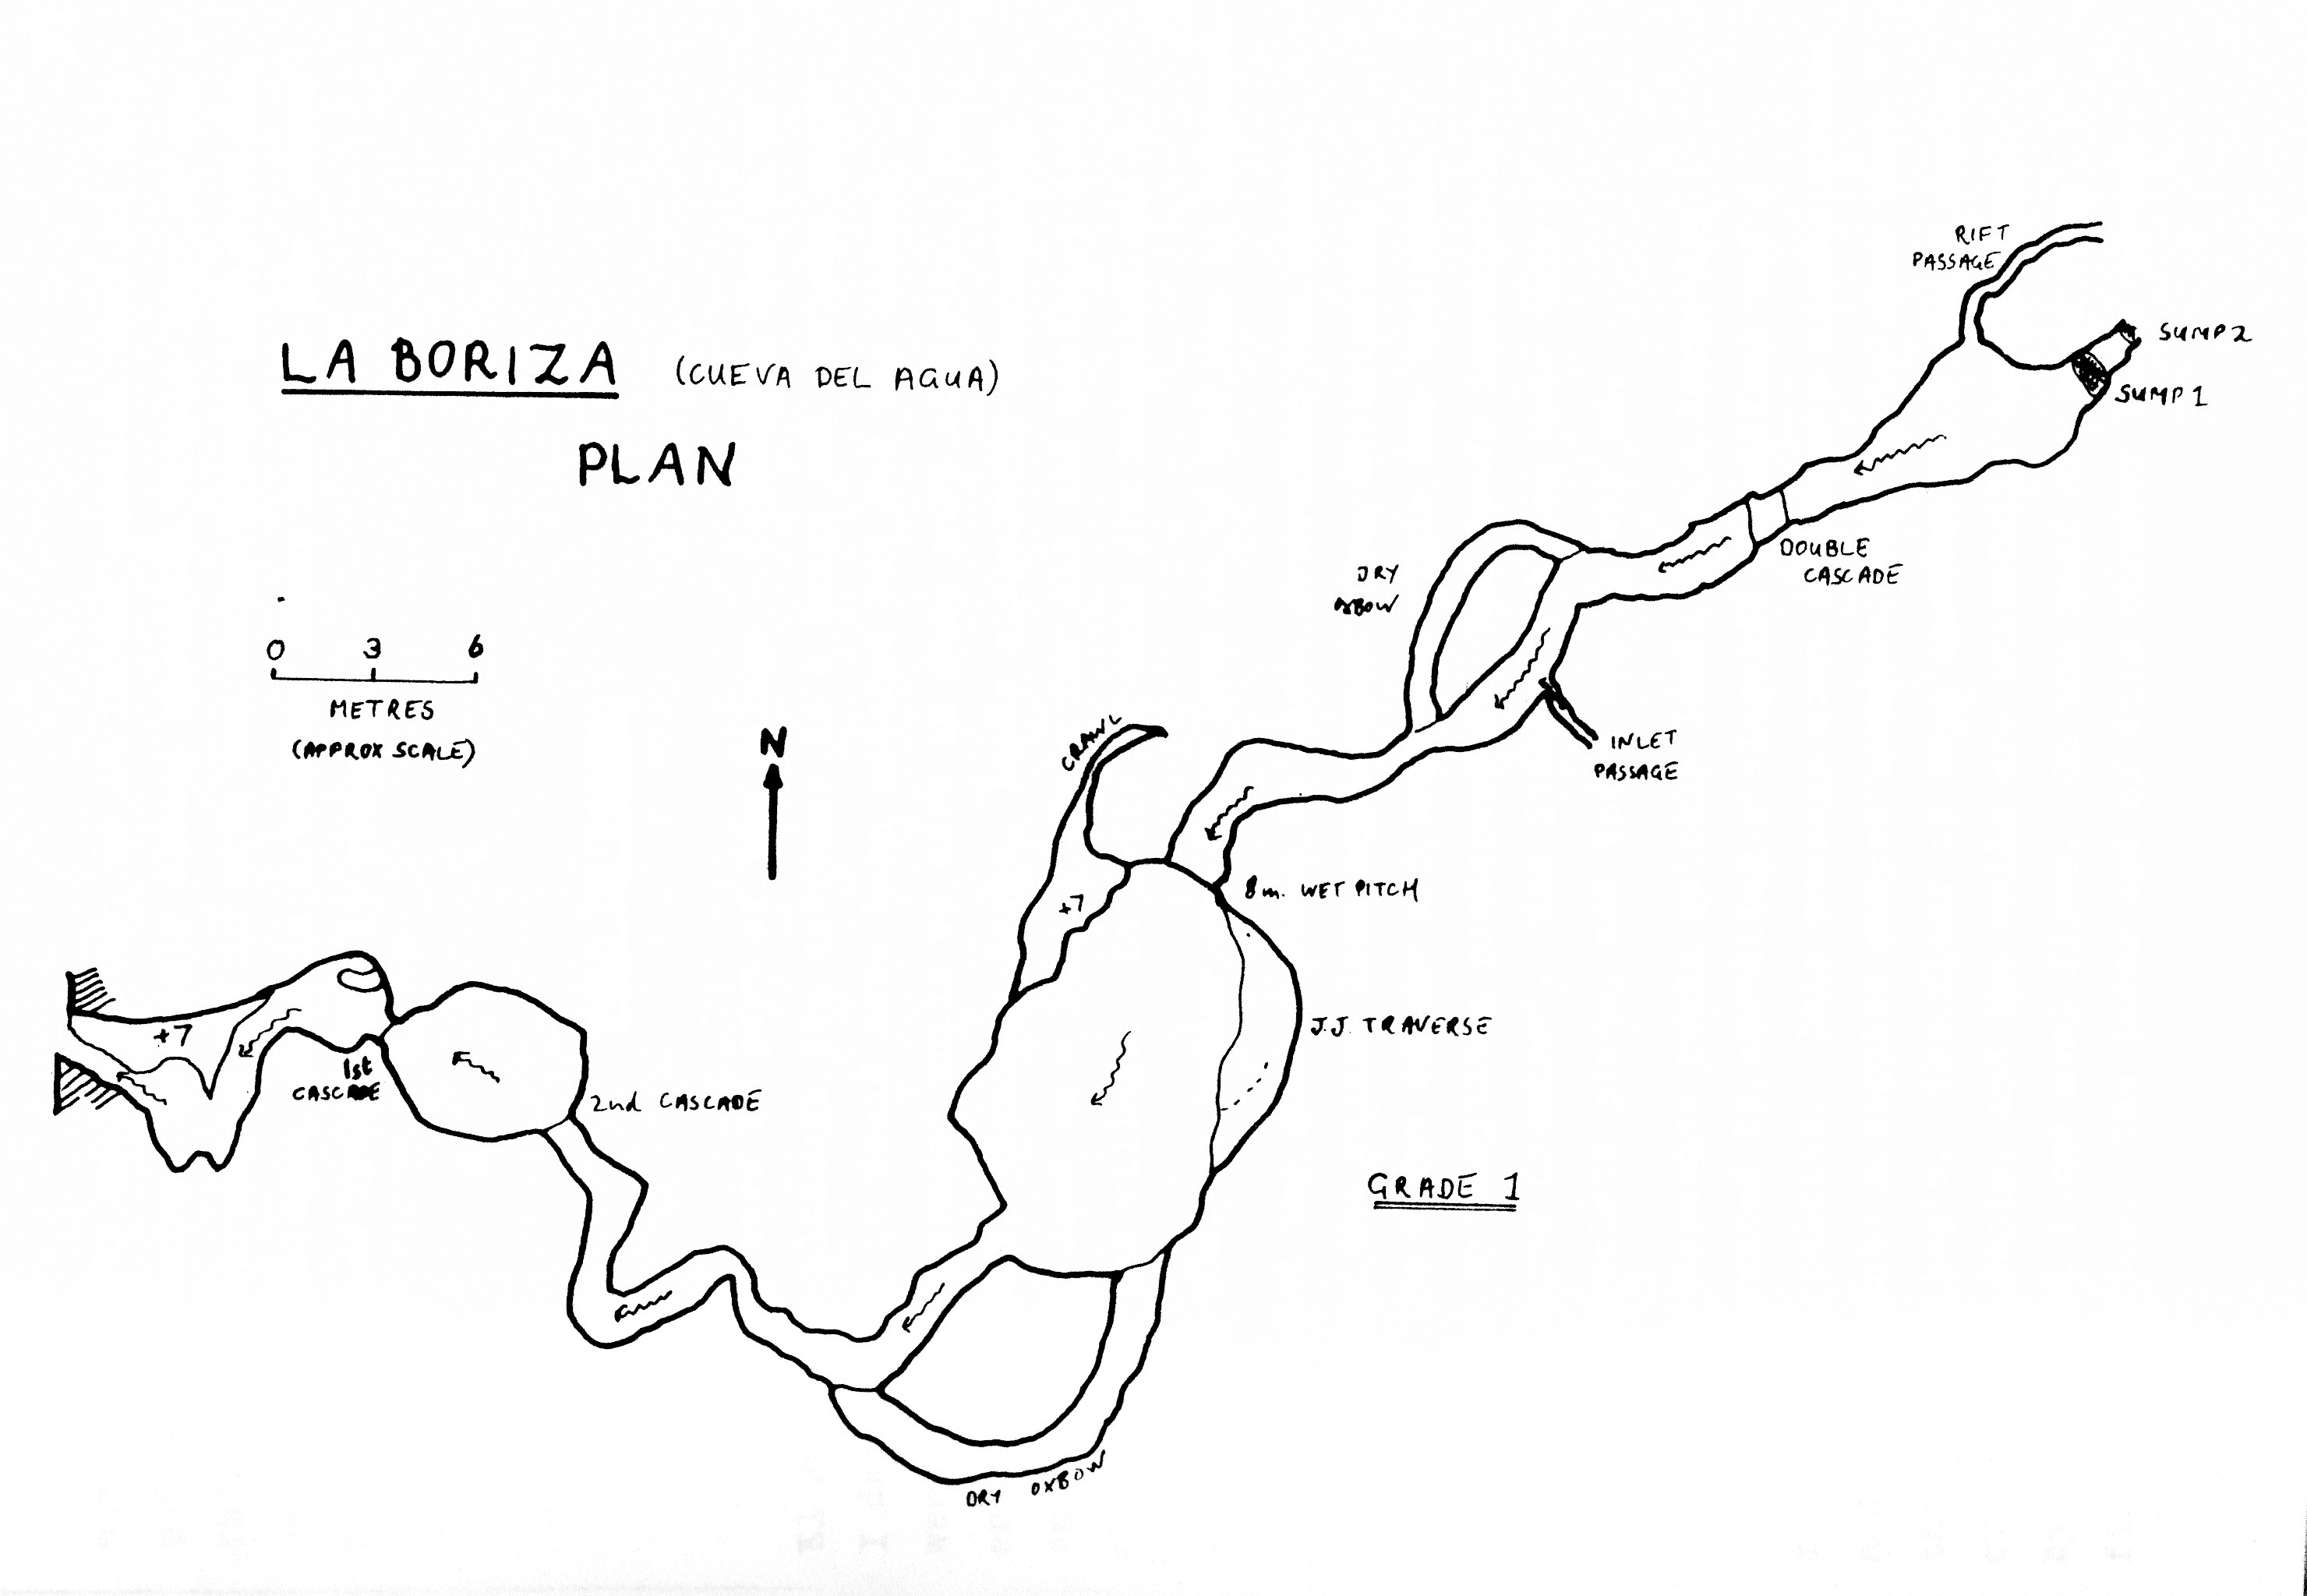 RIFT
PASSAGE
SUMP 2
SUMP 1
LA BORIZA (CUEVA DEL AGUA)
PLAN
DOUBLE
CASCADE
DRY
OXBOW
0 3 6
METRES
(APPROX SCALE)
N
CRAWL
INLET
PASSAGE
8m. WET PITCH
+7
J.J. TRAVERSE
+7
1st
CASCADE
2nd CASCADE
GRADE 1
DRY OXBOW